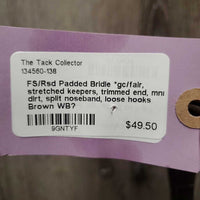 The Tack Collector
134560-138
FS/Rsd Padded Bridle *gc/fair,
stretched keepers, trimmed end, mnr
dirt, split noseband, loose hooks
Brown WB?
9GNTYF
$49.50